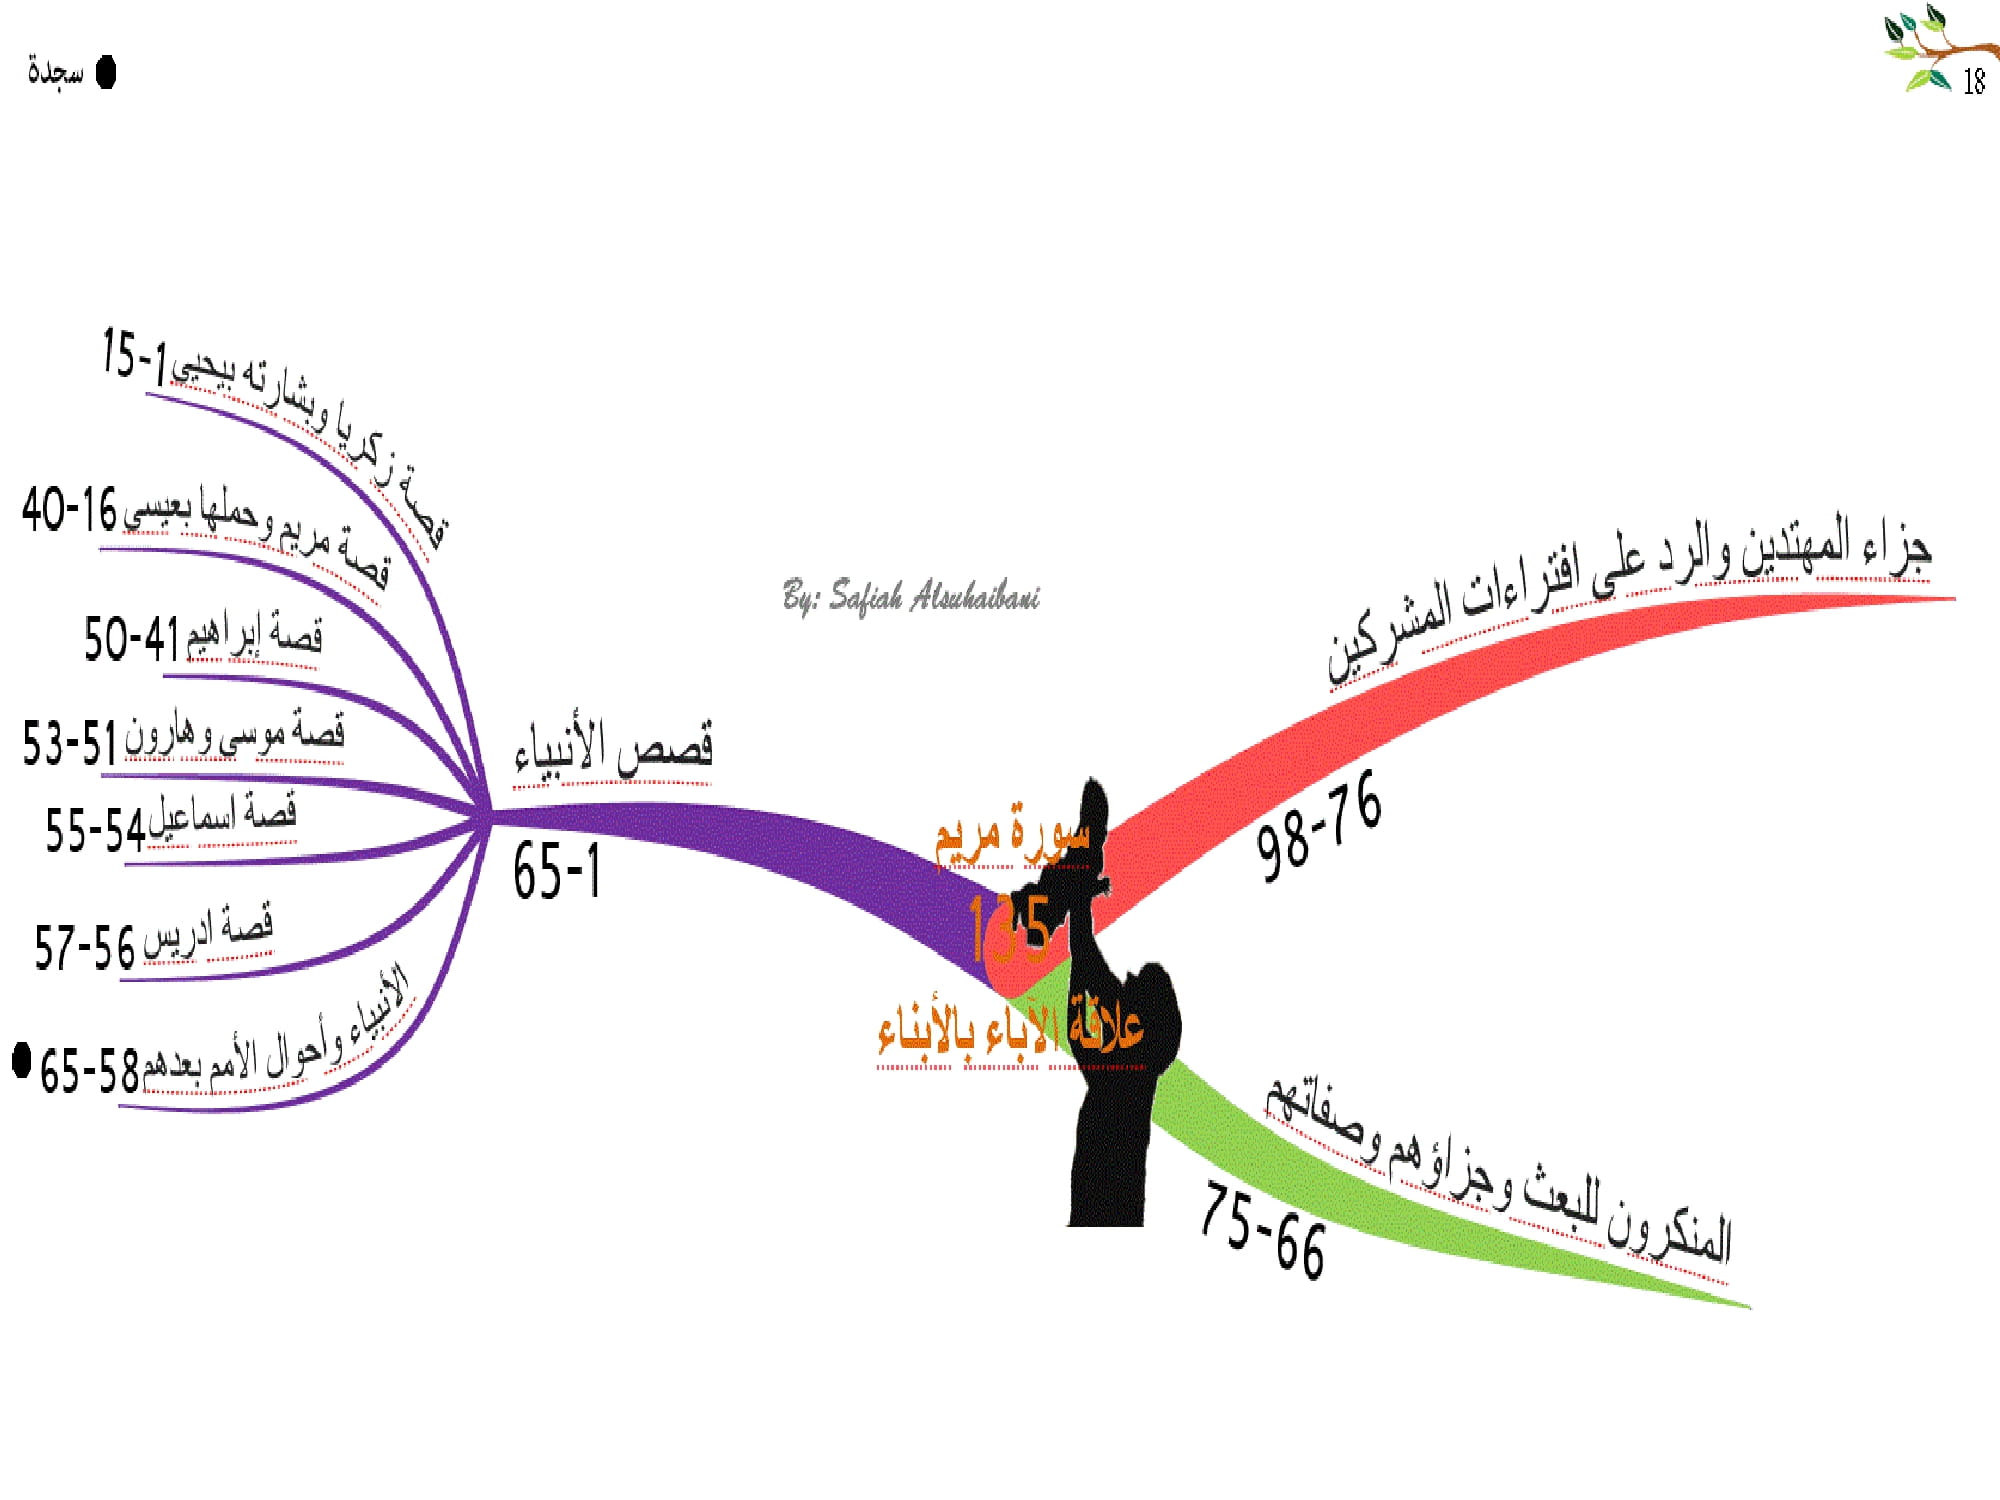 18
● سجدة
سورة مريم
135
علاقة الآباء بالأبناء
جزاء المهتدين والرد على افتراءات المشركين
98-76
المنكرون للبعث وجزاؤهم وصفاتهم
75-66
قصص الأنبياء
65-1
قصة زكريا وبشارته بيحيى 15-1
قصة مريم وحملها بعيسى 40-16
قصة إبراهيم 50-41
قصة موسى وهارون 53-51
قصة اسماعيل 55-54
قصة ادريس 57-56
الأنبياء وأحوال الأمم بعدهم 65-58 ●
By: Safiah Alsuhaibani